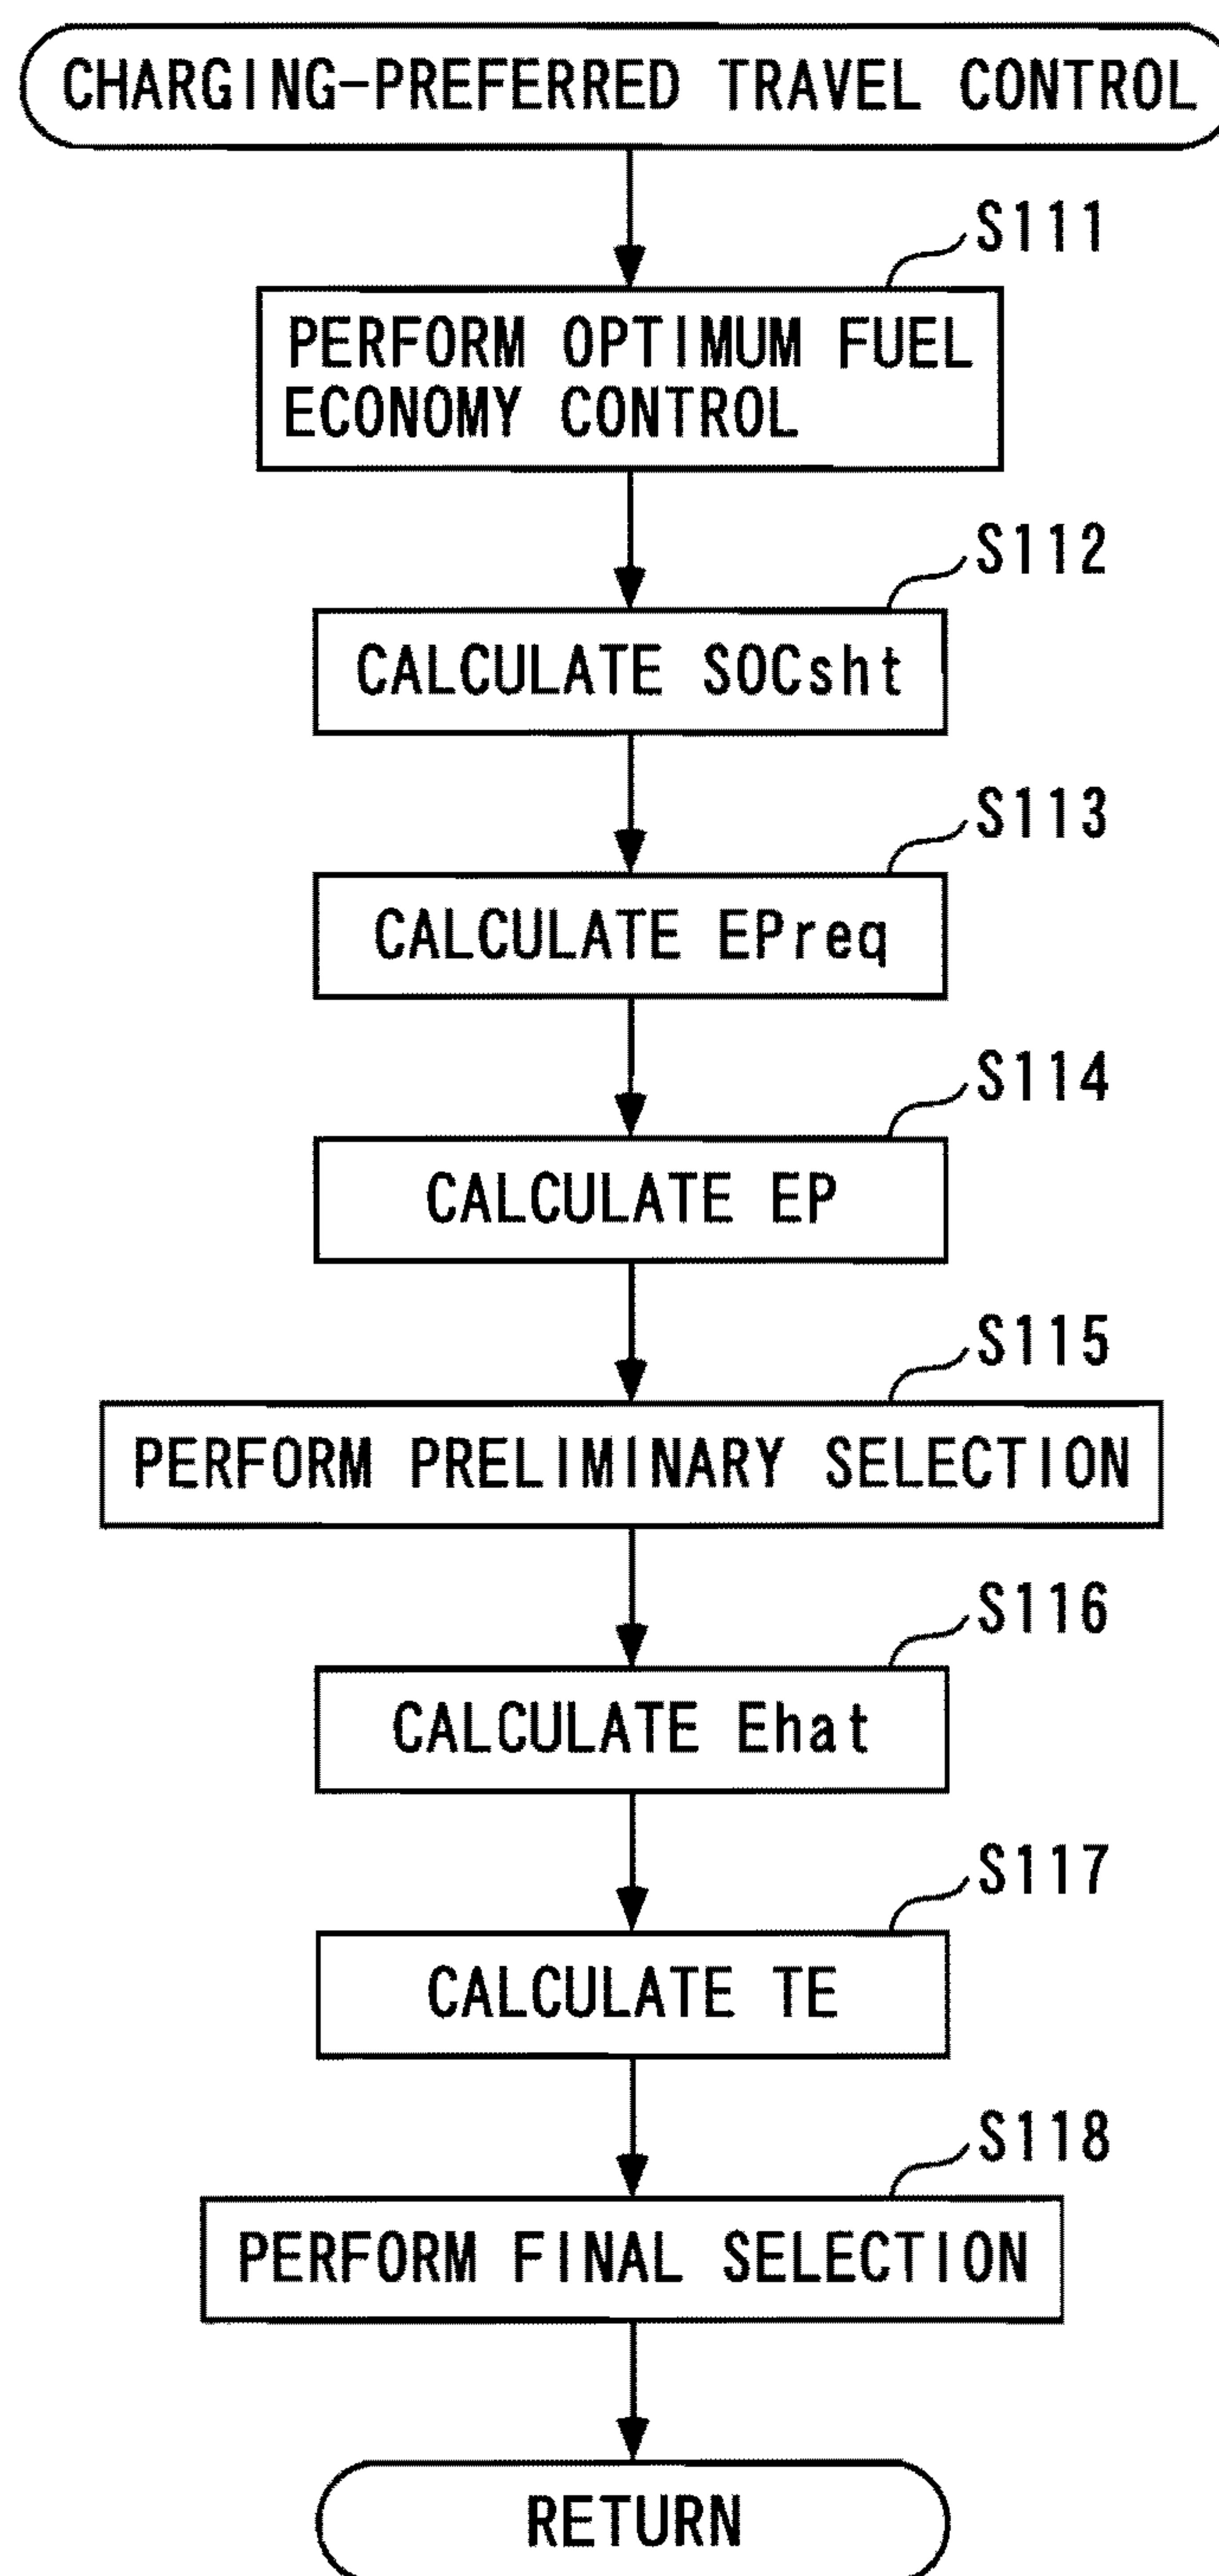 CHARGING-PREFERRED TRAVEL CONTROL
S111
PERFORM OPTIMUM FUEL
ECONOMY CONTROL
S112
CALCULATE SOCsht
S113
CALCULATE EPreq
S114
CALCULATE EP
S115
PERFORM PRELIMINARY SELECTION
S116
CALCULATE Ehat
S117
CALCULATE TE
S118
PERFORM FINAL SELECTION
RETURN